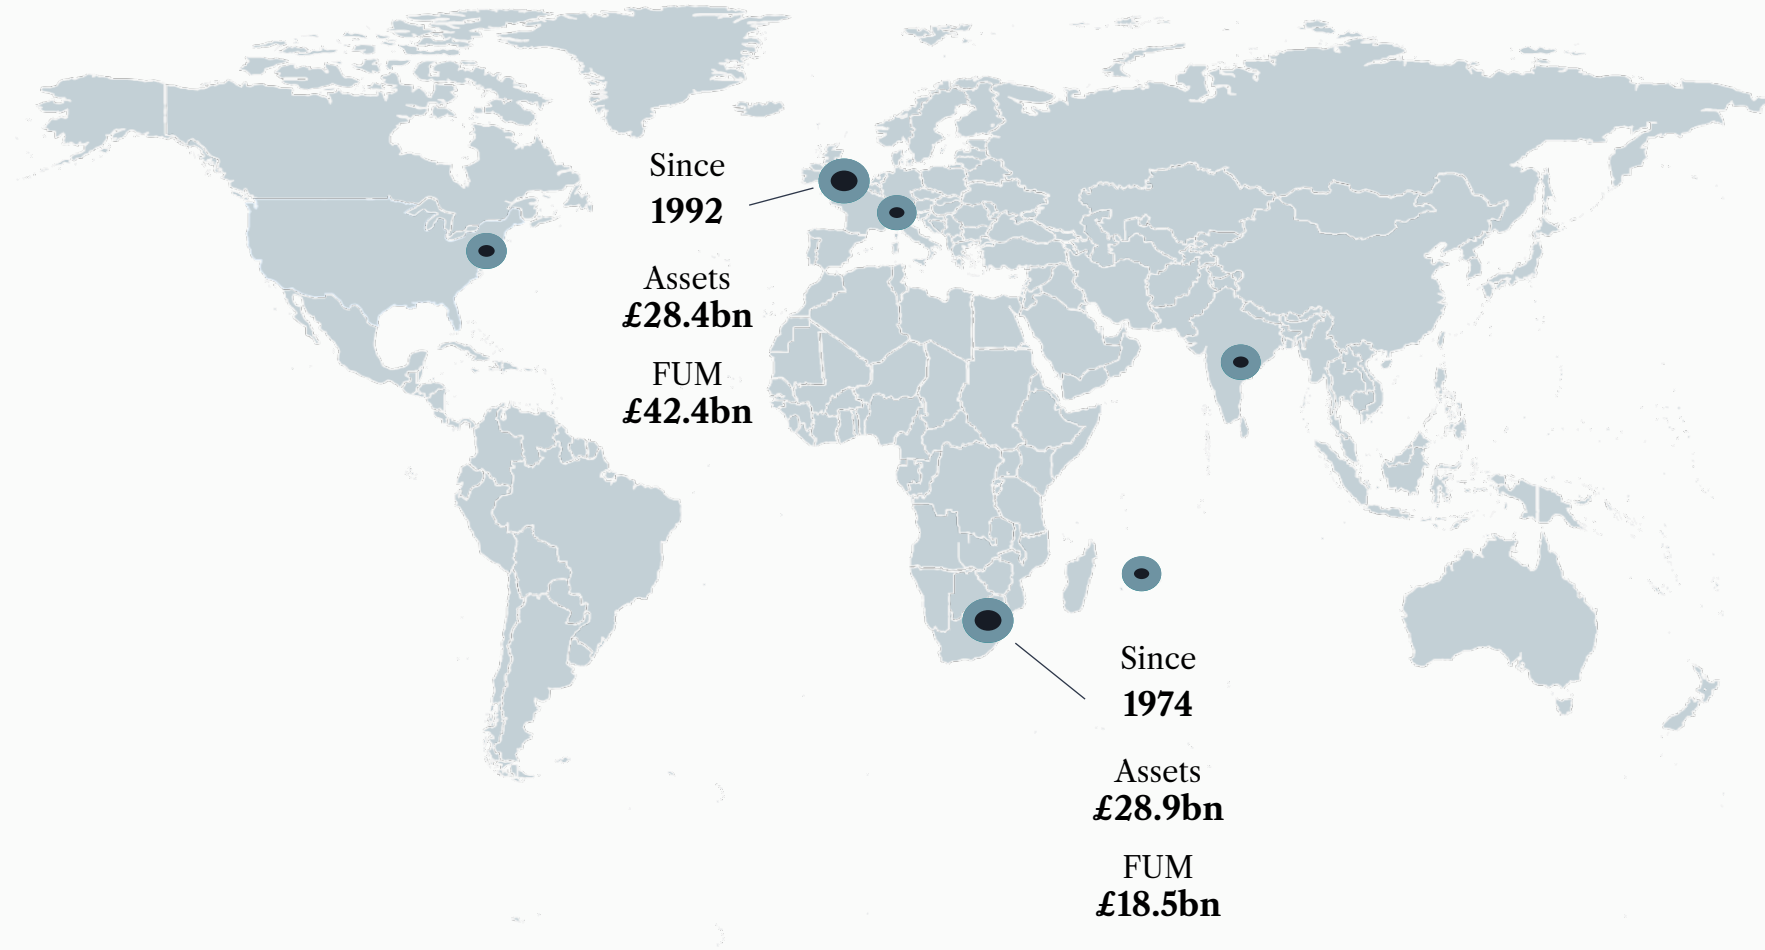 Since
1992
Assets
£28.4bn
FUM
£42.4bn
Since
1974
Assets
£28.9bn
FUM
£18.5bn